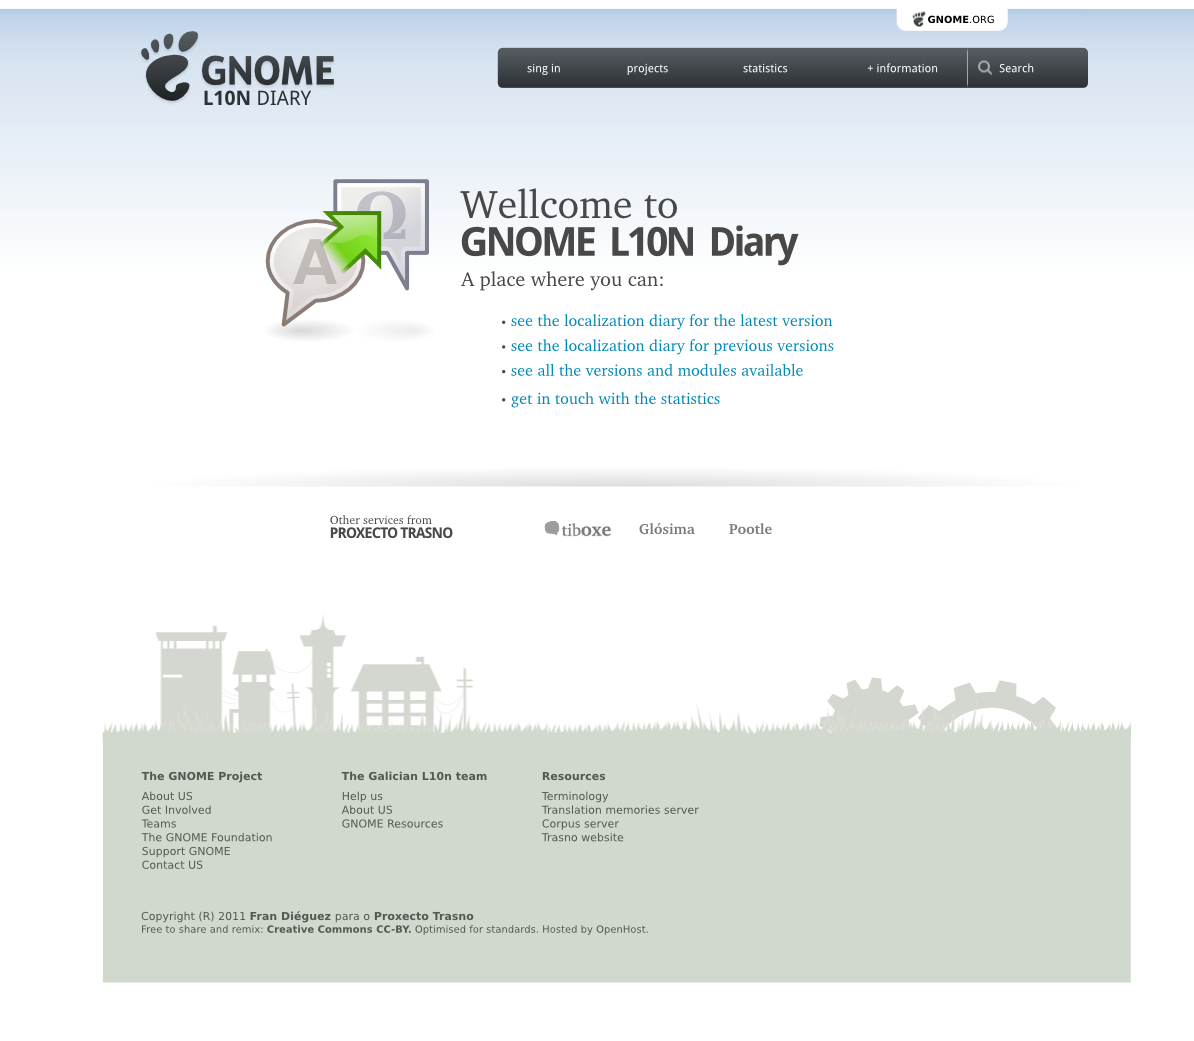 GNOME.ORG
GNOME
L10N DIARY
sing in projects statistics + information Search
A Ω
Wellcome to
GNOME L10N Diary
A place where you can:
• see the localization diary for the latest version
• see the localization diary for previous versions
• see all the versions and modules available
• get in touch with the statistics
Other services from
PROXECTO TRASNO
tiboxe Glósima Pootle
The GNOME Project
About US
Get Involved
Teams
The GNOME Foundation
Support GNOME
Contact US
The Galician L10n team
Help us
About US
GNOME Resources
Resources
Terminology
Translation memories server
Corpus server
Trasno website
Copyright (R) 2011 Fran Diéguez para o Proxecto Trasno
Free to share and remix: Creative Commons CC-BY. Optimised for standards. Hosted by OpenHost.